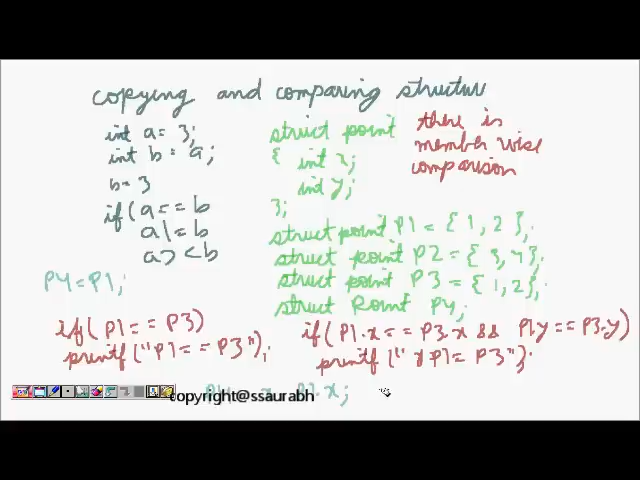 copying and comparing structur
int a = 3;
int b = a;
b = 3
if ( a = = b
a != b
a > < b
P4 = P1;
if ( P1 = = P3 )
printf ("P1 = = P3");
struct point
{ int x;
int y;
};
there is
member wise
comparison
struct point P1 = { 1, 2 };
struct point P2 = { 3, 4 };
struct point P3 = { 1, 2 };
struct Point P4;
if ( P1.x = = P3.x && P1.y == P3.y )
printf (" P1 = P3");
P1.x;
copyright@ssaurabh